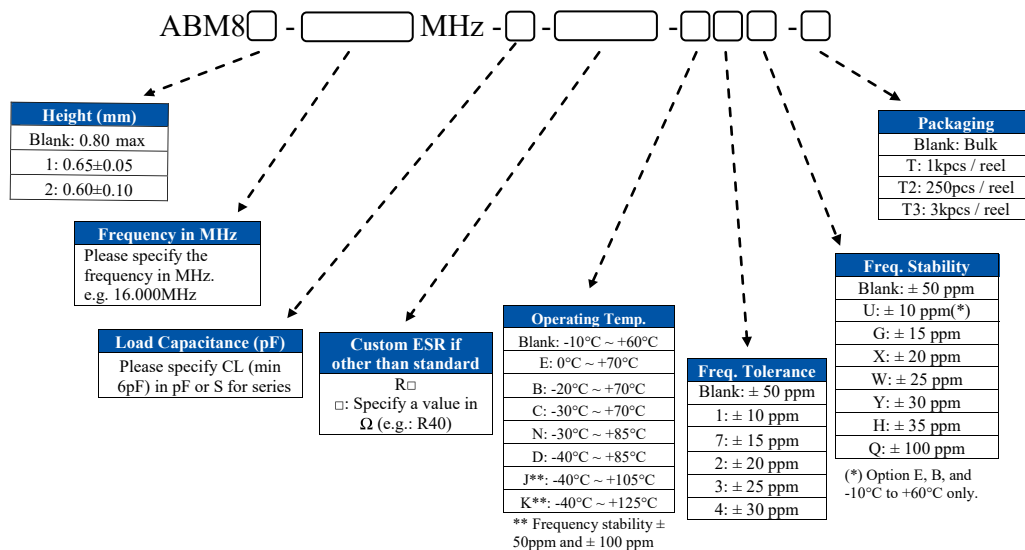 ABM8□ - □ MHz - □ - □ - □□□ - □
Height (mm)
Blank: 0.80 max
1: 0.65±0.05
2: 0.60±0.10
Frequency in MHz
Please specify the
frequency in MHz.
e.g. 16.000MHz
Load Capacitance (pF)
Please specify CL (min
6pF) in pF or S for series
Custom ESR if
other than standard
R□
□: Specify a value in
Ω (e.g.: R40)
Operating Temp.
Blank: -10°C ~ +60°C
E: 0°C ~ +70°C
B: -20°C ~ +70°C
C: -30°C ~ +70°C
N: -30°C ~ +85°C
D: -40°C ~ +85°C
J**: -40°C ~ +105°C
K**: -40°C ~ +125°C
** Frequency stability ±
50ppm and ± 100 ppm
Freq. Tolerance
Blank: ± 50 ppm
1: ± 10 ppm
7: ± 15 ppm
2: ± 20 ppm
3: ± 25 ppm
4: ± 30 ppm
Freq. Stability
Blank: ± 50 ppm
U: ± 10 ppm(*)
G: ± 15 ppm
X: ± 20 ppm
W: ± 25 ppm
Y: ± 30 ppm
H: ± 35 ppm
Q: ± 100 ppm
(*) Option E, B, and
-10°C to +60°C only.
Packaging
Blank: Bulk
T: 1kpcs / reel
T2: 250pcs / reel
T3: 3kpcs / reel